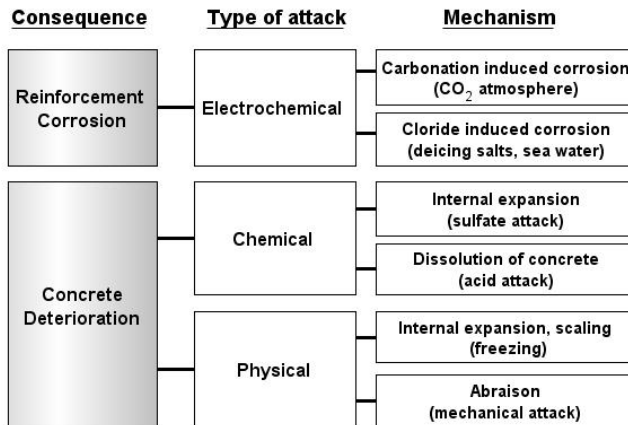 Consequence Type of attack Mechanism
Reinforcement
Corrosion
Electrochemical
Carbonation induced corrosion
(CO₂ atmosphere)
Cloride induced corrosion
(deicing salts, sea water)
Concrete
Deterioration
Chemical
Internal expansion
(sulfate attack)
Dissolution of concrete
(acid attack)
Physical
Internal expansion, scaling
(freezing)
Abraison
(mechanical attack)